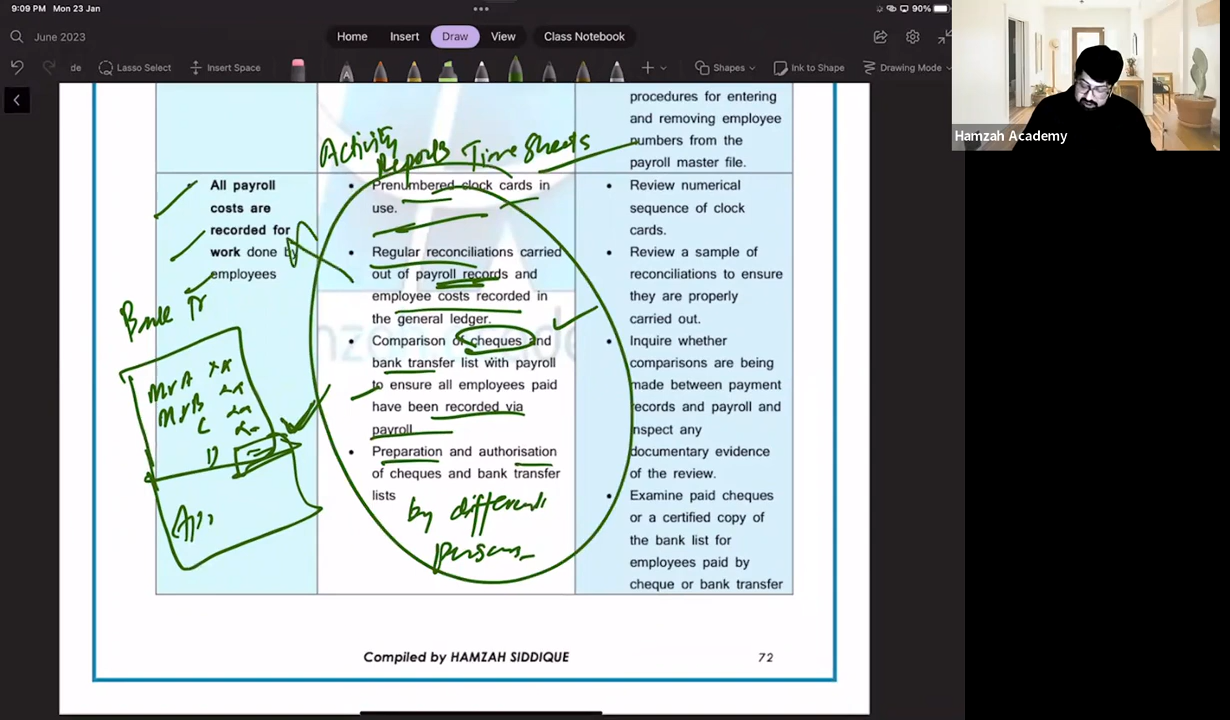 9:09 PM Mon 23 Jan
90%
June 2023
Home Insert Draw View Class Notebook
de Lasso Select Insert Space
Shapes Ink to Shape Drawing Mode
Hamzah Academy
procedures for entering
and removing employee
numbers from the
payroll master file.
Activity
Reports Time Sheets
All payroll
costs are
recorded for
work done by
employees
Prenumbered clock cards in
use.
Regular reconciliations carried
out of payroll records and
employee costs recorded in
the general ledger.
Comparison of cheques and
bank transfer list with payroll
to ensure all employees paid
have been recorded via
payroll
Preparation and authorisation
of cheques and bank transfer
lists
by different
persons
Review numerical
sequence of clock
cards.
Review a sample of
reconciliations to ensure
they are properly
carried out.
Inquire whether
comparisons are being
made between payment
records and payroll and
inspect any
documentary evidence
of the review.
Examine paid cheques
or a certified copy of
the bank list for
employees paid by
cheque or bank transfer
Mr A xx
Mr B
C
D
Compiled by HAMZAH SIDDIQUE
72